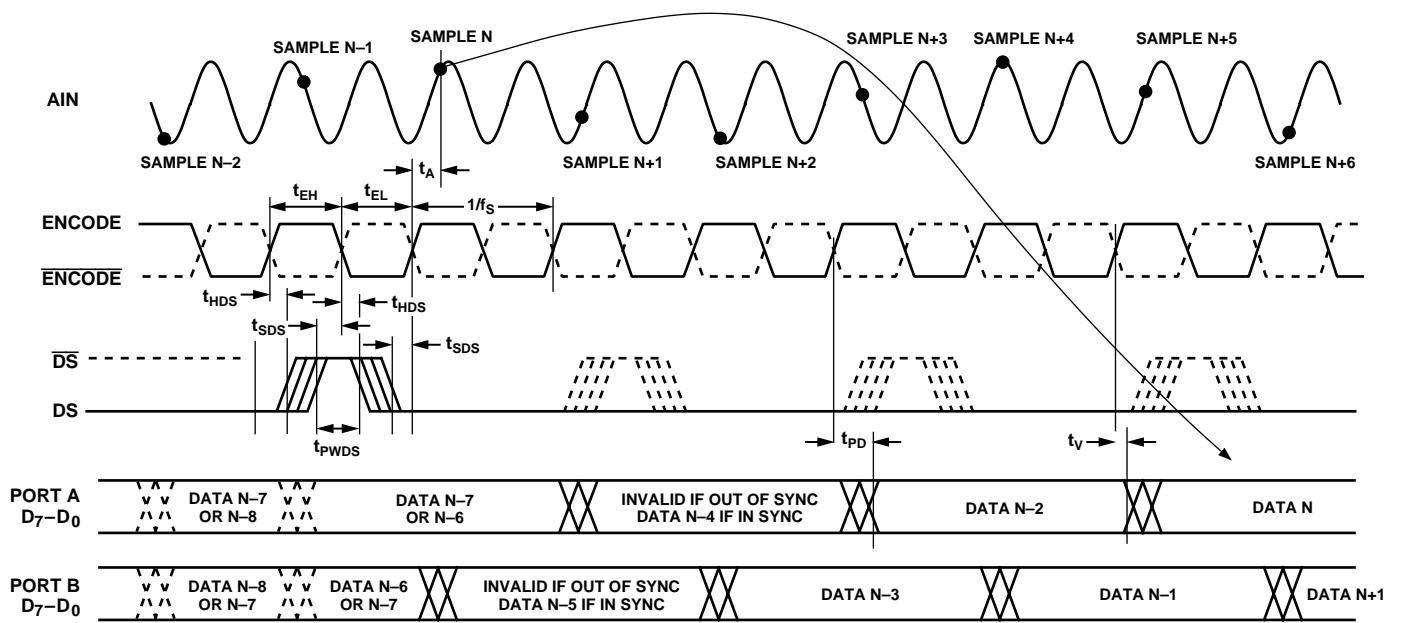 SAMPLE N
SAMPLE N–1
SAMPLE N+3
SAMPLE N+4
SAMPLE N+5
AIN
SAMPLE N–2
SAMPLE N+1
SAMPLE N+2
SAMPLE N+6
tA
tEH
tEL
1/fS
ENCODE
ENCODE
tHDS
tHDS
tSDS
tSDS
DS
DS
tPWDS
tPD
tV
PORT A
D7–D0
DATA N–7
OR N–8
DATA N–7
OR N–6
INVALID IF OUT OF SYNC
DATA N–4 IF IN SYNC
DATA N–2
DATA N
PORT B
D7–D0
DATA N–8
OR N–7
DATA N–6
OR N–7
INVALID IF OUT OF SYNC
DATA N–5 IF IN SYNC
DATA N–3
DATA N–1
DATA N+1